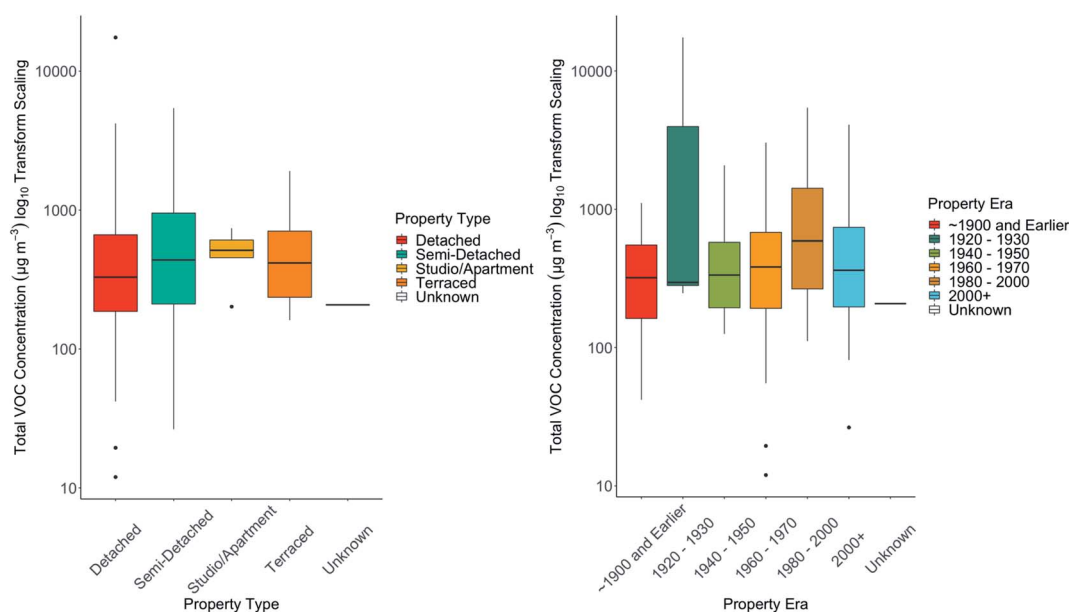 Total VOC Concentration (µg m⁻³) log₁₀ Transform Scaling
10000
1000
100
10
Detached
Semi-Detached
Studio/Apartment
Terraced
Unknown
Property Type
Property Type
Detached
Semi-Detached
Studio/Apartment
Terraced
Unknown
Total VOC Concentration (µg m⁻³) log₁₀ Transform Scaling
10000
1000
100
10
~1900 and Earlier
1920 - 1930
1940 - 1950
1960 - 1970
1980 - 2000
2000+
Unknown
Property Era
Property Era
~1900 and Earlier
1920 - 1930
1940 - 1950
1960 - 1970
1980 - 2000
2000+
Unknown